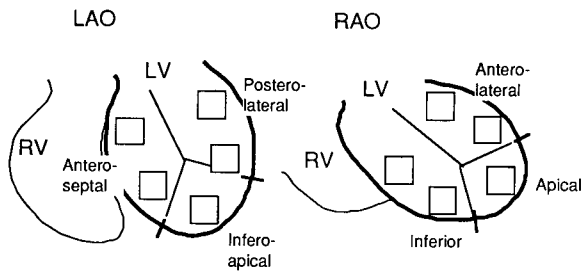 LAO
LV
Postero-
lateral
RV
Antero-
septal
Infero-
apical
RAO
LV
Antero-
lateral
RV
Apical
Inferior